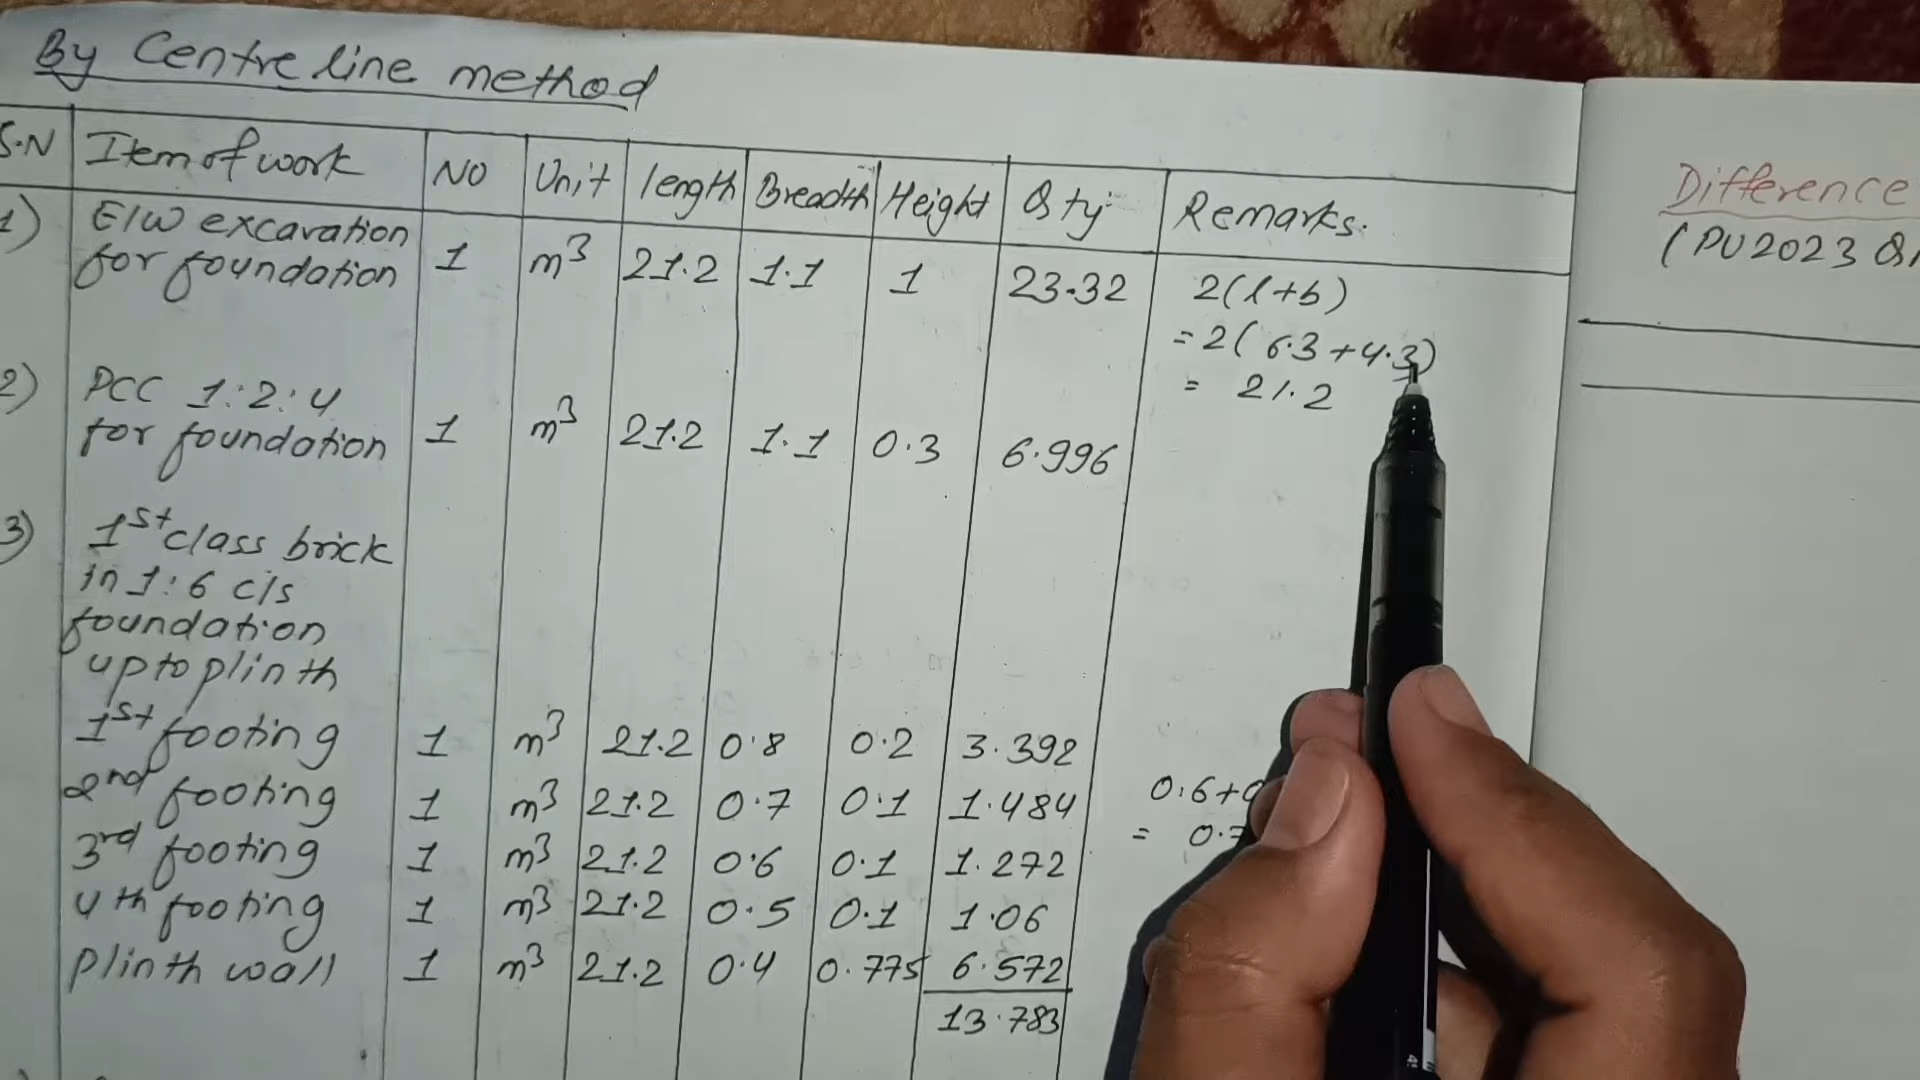 By Centre line method
S.N Item of work No Unit length Breadth Height Qty Remarks.
1) E/W excavation for foundation 1 m³ 21.2 1.1 1 23.32 2(l+b)
= 2(6.3+4.3)
= 21.2
2) PCC 1:2:4 for foundation 1 m³ 21.2 1.1 0.3 6.996
3) 1st class brick
in 1:6 c/s
foundation
upto plinth
1st footing 1 m³ 21.2 0.8 0.2 3.392
2nd footing 1 m³ 21.2 0.7 0.1 1.484 0.6+
3rd footing 1 m³ 21.2 0.6 0.1 1.272 = 0.7
4th footing 1 m³ 21.2 0.5 0.1 1.06
plinth wall 1 m³ 21.2 0.4 0.775 6.572
13.783
Difference
(PU2023